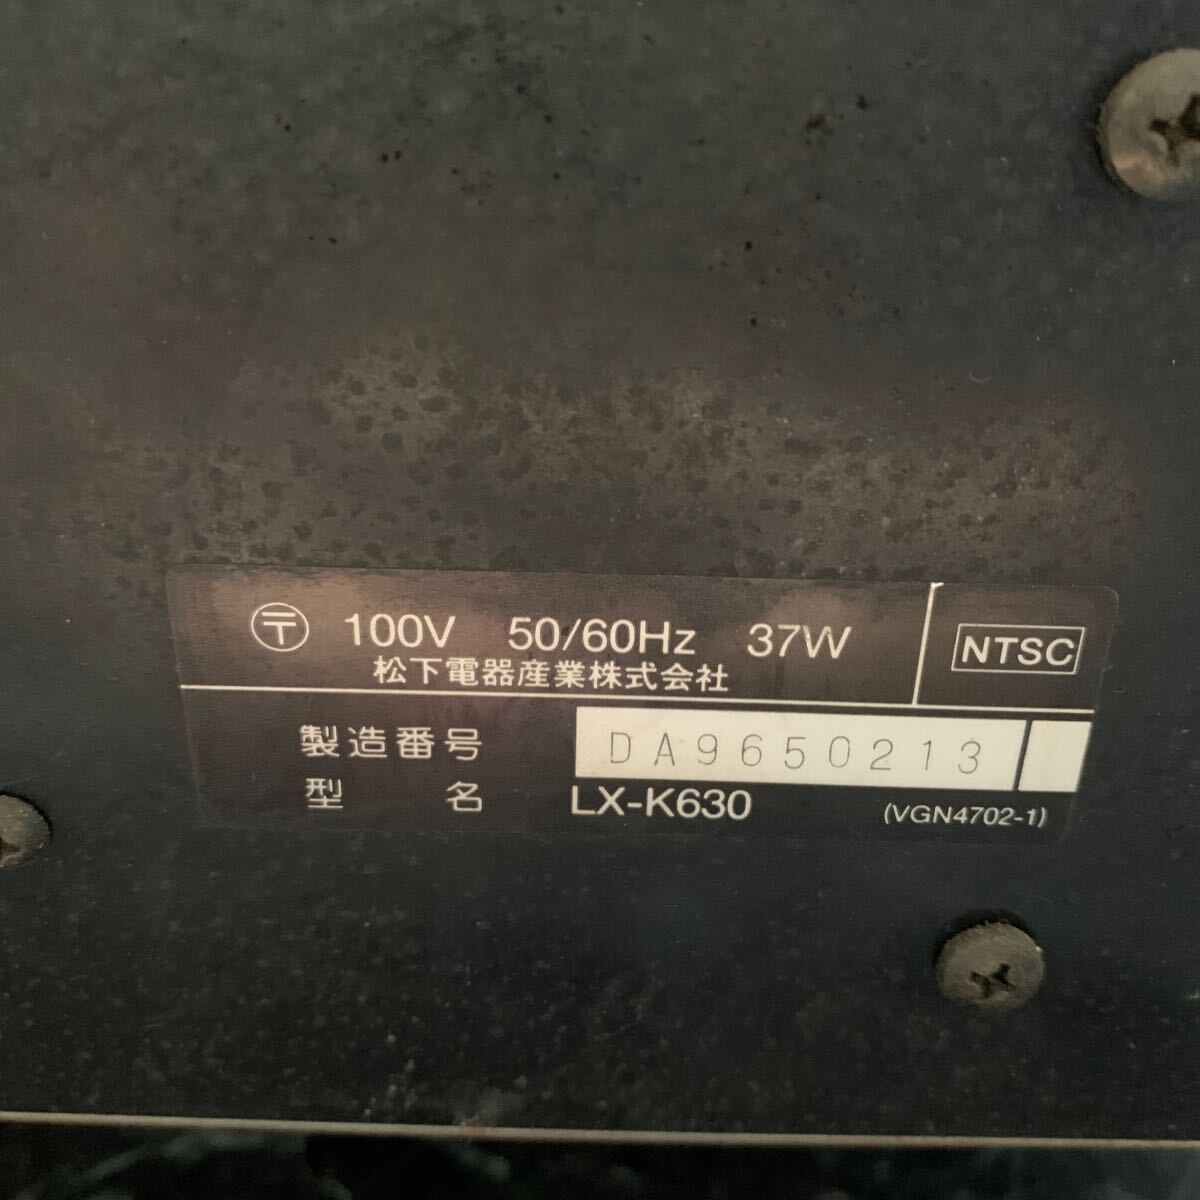 〒 100V 50/60Hz 37W
松下電器産業株式会社
NTSC
製造番号 DA9650213
型名 LX-K630 (VGN4702-1)